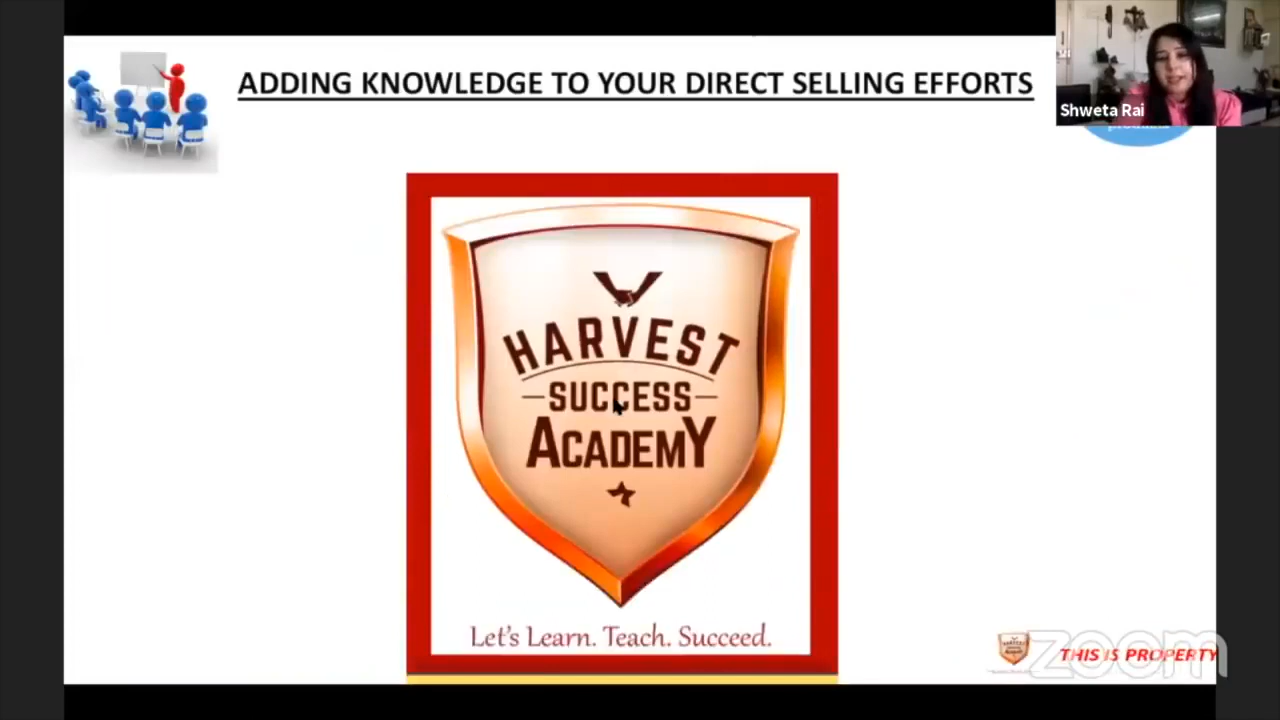 ADDING KNOWLEDGE TO YOUR DIRECT SELLING EFFORTS
Shweta Rai
HARVEST
SUCCESS
ACADEMY
Let's Learn. Teach. Succeed.
zoom
THIS IS PROPERTY